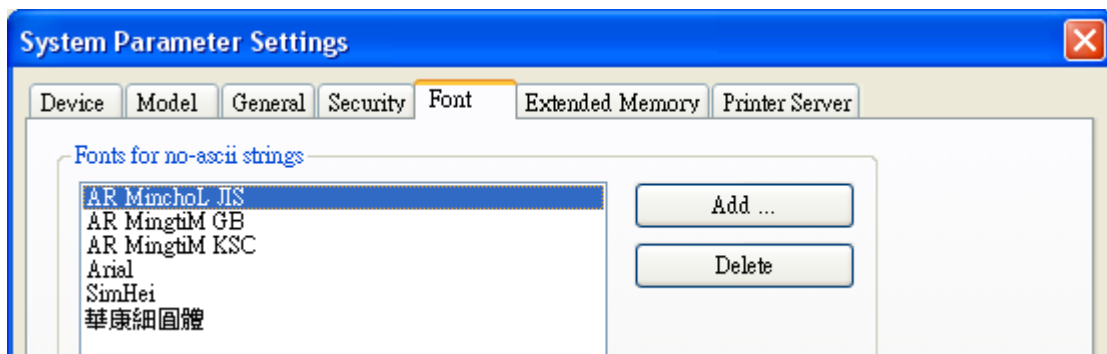 System Parameter Settings
Device Model General Security Font Extended Memory Printer Server
Fonts for no-ascii strings
AR MinchoL JIS
AR MingtiM GB
AR MingtiM KSC
Arial
SimHei
華康細圓體
Add ...
Delete